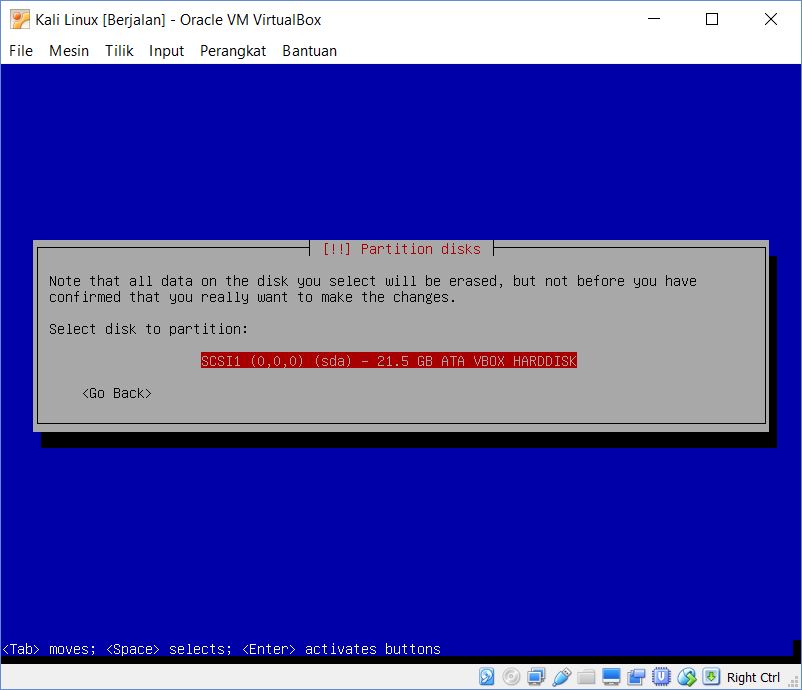 Kali Linux [Berjalan] - Oracle VM VirtualBox
File Mesin Tilik Input Perangkat Bantuan
[!!] Partition disks
Note that all data on the disk you select will be erased, but not before you have
confirmed that you really want to make the changes.
Select disk to partition:
SCSI1 (0,0,0) (sda) - 21.5 GB ATA VBOX HARDDISK
<Go Back>
<Tab> moves; <Space> selects; <Enter> activates buttons
Right Ctrl